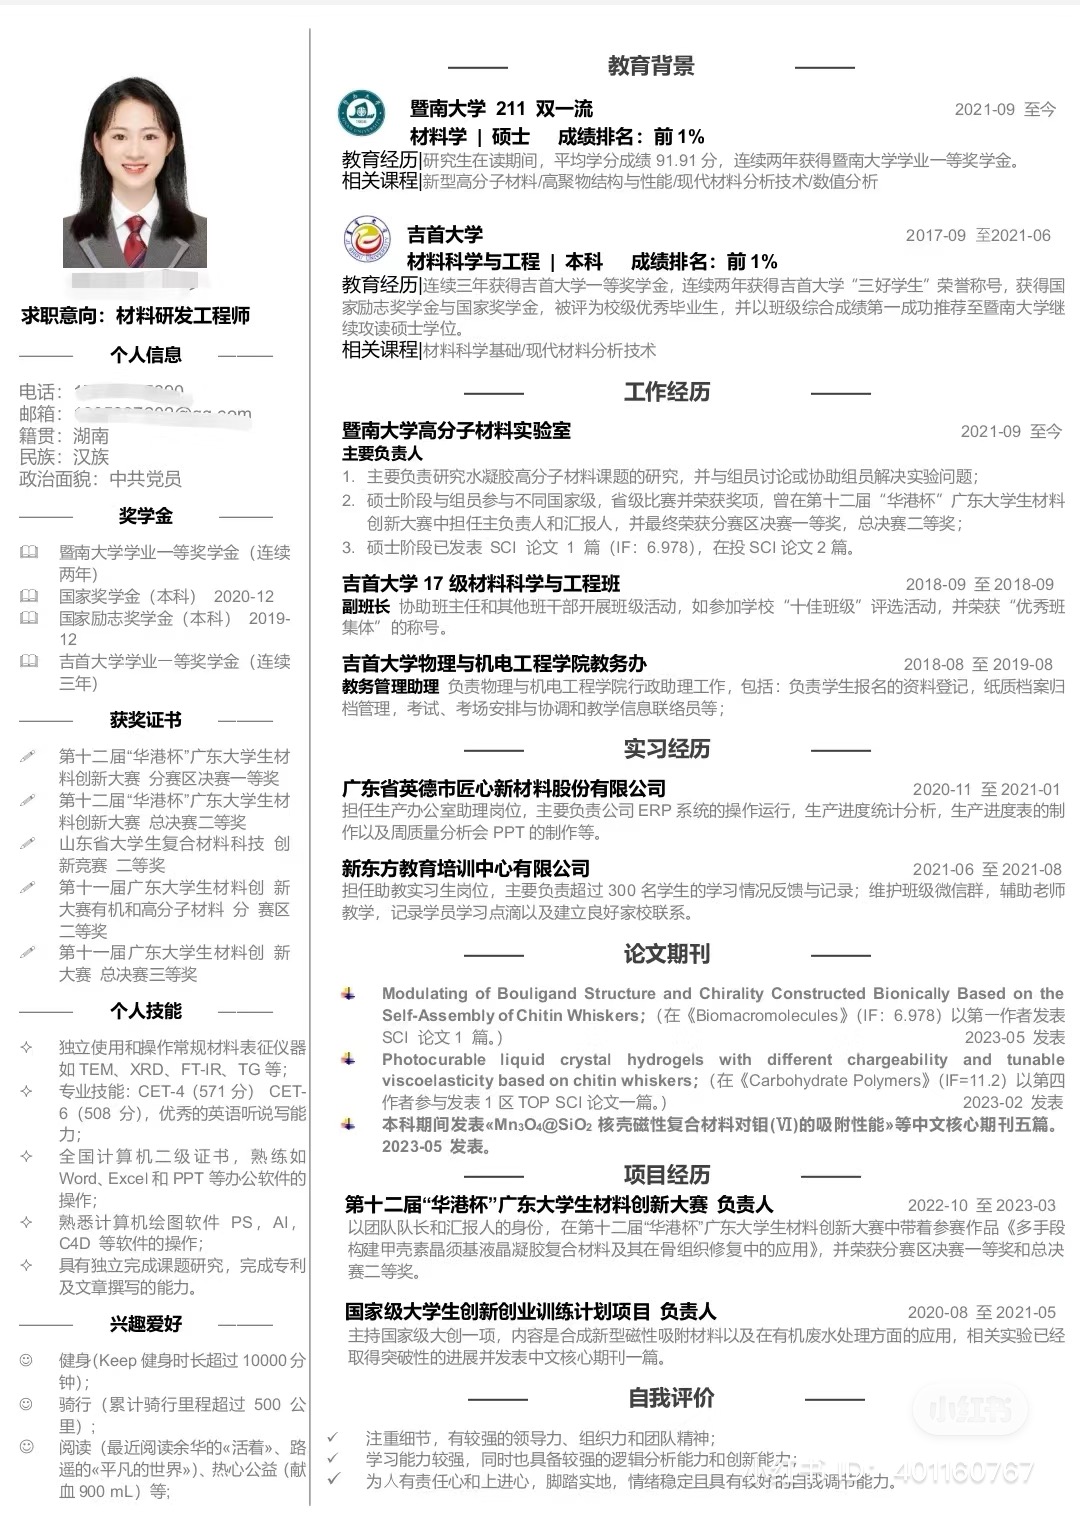 求职意向：材料研发工程师
个人信息
电话：
邮箱：
籍贯：湖南
民族：汉族
政治面貌：中共党员
奖学金
暨南大学学业一等奖学金（连续
两年）
国家奖学金（本科） 2020-12
国家励志奖学金（本科） 2019-
12
吉首大学学业一等奖学金（连续
三年）
获奖证书
第十二届“华港杯”广东大学生材
料创新大赛 分赛区决赛一等奖
第十二届“华港杯”广东大学生材
料创新大赛 总决赛二等奖
山东省大学生复合材料科技 创
新竞赛 二等奖
第十一届广东大学生材料创 新
大赛有机和高分子材料 分 赛区
二等奖
第十一届广东大学生材料创 新
大赛 总决赛三等奖
个人技能
独立使用和操作常规材料表征仪器
如 TEM、XRD、FT-IR、TG 等；
专业技能：CET-4（571 分） CET-
6（508 分），优秀的英语听说写能
力；
全国计算机二级证书，熟练如
Word、Excel 和 PPT 等办公软件的
操作；
熟悉计算机绘图软件 PS，AI，
C4D 等软件的操作；
具有独立完成课题研究，完成专利
及文章撰写的能力。
兴趣爱好
健身(Keep 健身时长超过 10000 分
钟)；
骑行（累计骑行里程超过 500 公
里）;
阅读（最近阅读余华的«活着»、路
遥的«平凡的世界»）、热心公益（献
血 900 mL）等;
教育背景
暨南大学 211 双一流 2021-09 至今
材料学 | 硕士 成绩排名：前 1%
教育经历|研究生在读期间，平均学分成绩 91.91 分，连续两年获得暨南大学学业一等奖学金。
相关课程|新型高分子材料/高聚物结构与性能/现代材料分析技术/数值分析
吉首大学 2017-09 至2021-06
材料科学与工程 | 本科 成绩排名：前 1%
教育经历|连续三年获得吉首大学一等奖学金，连续两年获得吉首大学“三好学生”荣誉称号，获得国
家励志奖学金与国家奖学金，被评为校级优秀毕业生，并以班级综合成绩第一成功推荐至暨南大学继
续攻读硕士学位。
相关课程|材料科学基础/现代材料分析技术
工作经历
暨南大学高分子材料实验室 2021-09 至今
主要负责人
1. 主要负责研究水凝胶高分子材料课题的研究，并与组员讨论或协助组员解决实验问题；
2. 硕士阶段与组员参与不同国家级，省级比赛并荣获奖项，曾在第十二届“华港杯”广东大学生材料
创新大赛中担任主负责人和汇报人，并最终荣获分赛区决赛一等奖，总决赛二等奖；
3. 硕士阶段已发表 SCI 论文 1 篇（IF：6.978），在投 SCI 论文 2 篇。
吉首大学 17 级材料科学与工程班 2018-09 至 2018-09
副班长 协助班主任和其他班干部开展班级活动，如参加学校“十佳班级”评选活动，并荣获“优秀班
集体”的称号。
吉首大学物理与机电工程学院教务办 2018-08 至 2019-08
教务管理助理 负责物理与机电工程学院行政助理工作，包括：负责学生报名的资料登记，纸质档案归
档管理，考试、考场安排与协调和教学信息联络员等；
实习经历
广东省英德市匠心新材料股份有限公司 2020-11 至 2021-01
担任生产办公室助理岗位，主要负责公司 ERP 系统的操作运行，生产进度统计分析，生产进度表的制
作以及周质量分析会 PPT 的制作等。
新东方教育培训中心有限公司 2021-06 至 2021-08
担任助教实习生岗位，主要负责超过 300 名学生的学习情况反馈与记录；维护班级微信群，辅助老师
教学，记录学员学习点滴以及建立良好家校联系。
论文期刊
Modulating of Bouligand Structure and Chirality Constructed Bionically Based on the
Self-Assembly of Chitin Whiskers；（在《Biomacromolecules》（IF：6.978）以第一作者发表
SCI 论文 1 篇。） 2023-05 发表
Photocurable liquid crystal hydrogels with different chargeability and tunable
viscoelasticity based on chitin whiskers；（在《Carbohydrate Polymers》（IF=11.2）以第四
作者参与发表 1 区 TOP SCI 论文一篇。） 2023-02 发表
本科期间发表«Mn₃O₄@SiO₂ 核壳磁性复合材料对钼(Ⅵ)的吸附性能»等中文核心期刊五篇。
2023-05 发表。
项目经历
第十二届“华港杯”广东大学生材料创新大赛 负责人 2022-10 至 2023-03
以团队队长和汇报人的身份，在第十二届“华港杯”广东大学生材料创新大赛中带着参赛作品《多手段
构建甲壳素晶须基液晶凝胶复合材料及其在骨组织修复中的应用》，并荣获分赛区决赛一等奖和总决
赛二等奖。
国家级大学生创新创业训练计划项目 负责人 2020-08 至 2021-05
主持国家级大创一项，内容是合成新型磁性吸附材料以及在有机废水处理方面的应用，相关实验已经
取得突破性的进展并发表中文核心期刊一篇。
自我评价
注重细节，有较强的领导力、组织力和团队精神；
学习能力较强，同时也具备较强的逻辑分析能力和创新能力；
为人有责任心和上进心，脚踏实地，情绪稳定且具有较好的自我调节能力。
小红书
小红书 ID：401160767